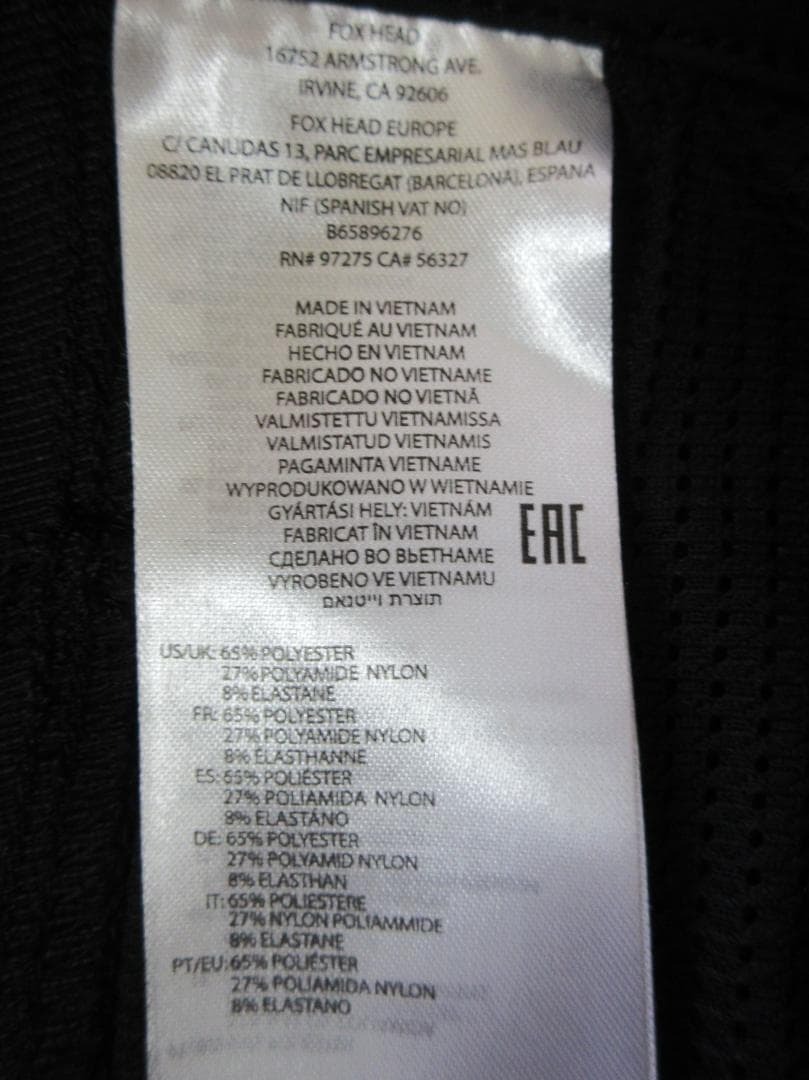 FOX HEAD
16752 ARMSTRONG AVE.
IRVINE, CA 92606
FOX HEAD EUROPE
C/ CANUDAS 13, PARC EMPRESARIAL MAS BLAU
08820 EL PRAT DE LLOBREGAT (BARCELONA), ESPANA
NIF (SPANISH VAT NO)
B65896276
RN# 97275 CA# 56327
MADE IN VIETNAM
FABRIQUÉ AU VIETNAM
HECHO EN VIETNAM
FABRICADO NO VIETNAME
FABRICADO NO VIETNÃ
VALMISTETTU VIETNAMISSA
VALMISTATUD VIETNAMIS
PAGAMINTA VIETNAME
WYPRODUKOWANO W WIETNAMIE
GYÁRTÁSI HELY: VIETNÁM
FABRICAT ÎN VIETNAM
EAC
СДЕЛАНО ВО ВЬЕТНАМЕ
VYROBENO VE VIETNAMU
תוצרת וייטנאם
US/UK: 65% POLYESTER
27% POLYAMIDE NYLON
8% ELASTANE
FR: 65% POLYESTER
27% POLYAMIDE NYLON
8% ÉLASTHANNE
ES: 65% POLIÉSTER
27% POLIAMIDA NYLON
8% ELASTANO
DE: 65% POLYESTER
27% POLYAMID NYLON
8% ELASTHAN
IT: 65% POLIESTERE
27% NYLON POLIAMMIDE
8% ELASTANE
PT/EU: 65% POLIÉSTER
27% POLIAMIDA NYLON
8% ELASTANO